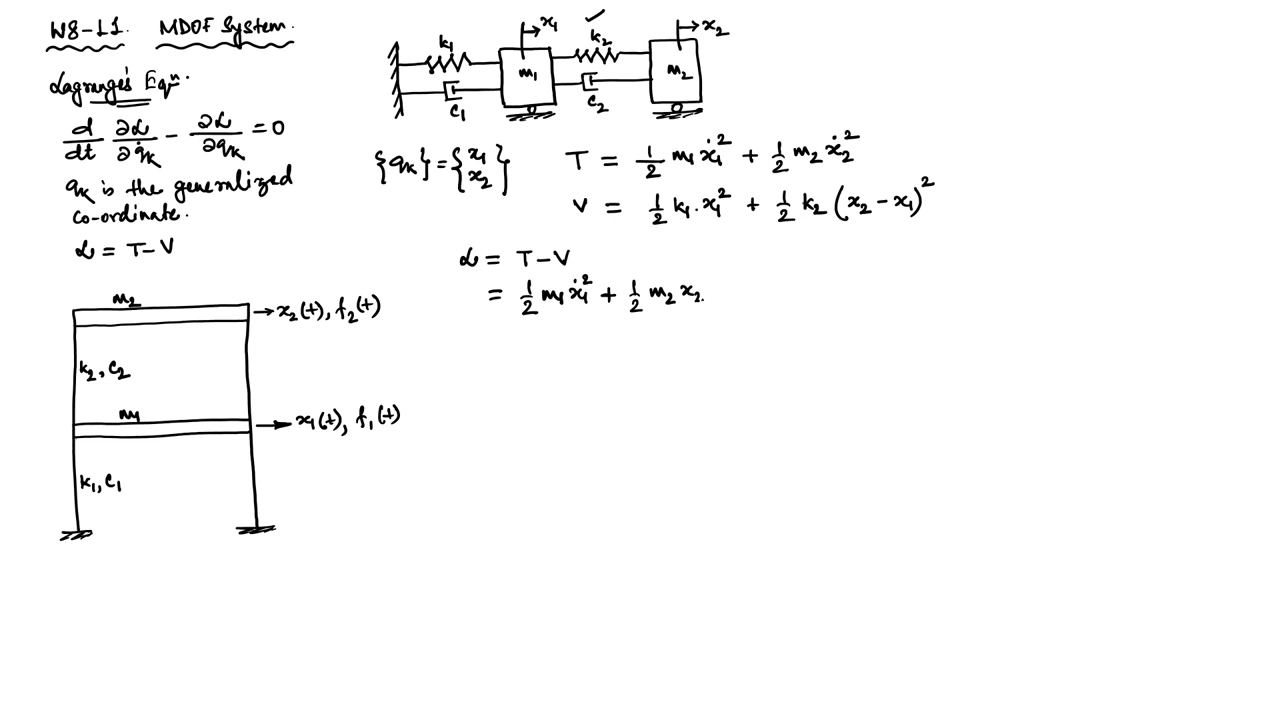 W8-L1. MDOF System.
Lagrange's Eqⁿ.
d/dt ∂L/∂q̇k - ∂L/∂qk = 0
qk is the generalized
co-ordinate.
L = T-V
x1
k1
m1
c1
k2
c2
x2
m2
{qk} = {x1 x2}
T = 1/2 m1 ẋ1² + 1/2 m2 ẋ2²
V = 1/2 k1. x1² + 1/2 k2 (x2 - x1)²
L = T-V
= 1/2 m1 ẋ1² + 1/2 m2 x2.
m2
x2(t), f2(t)
k2, c2
m1
x1(t), f1(t)
k1, c1